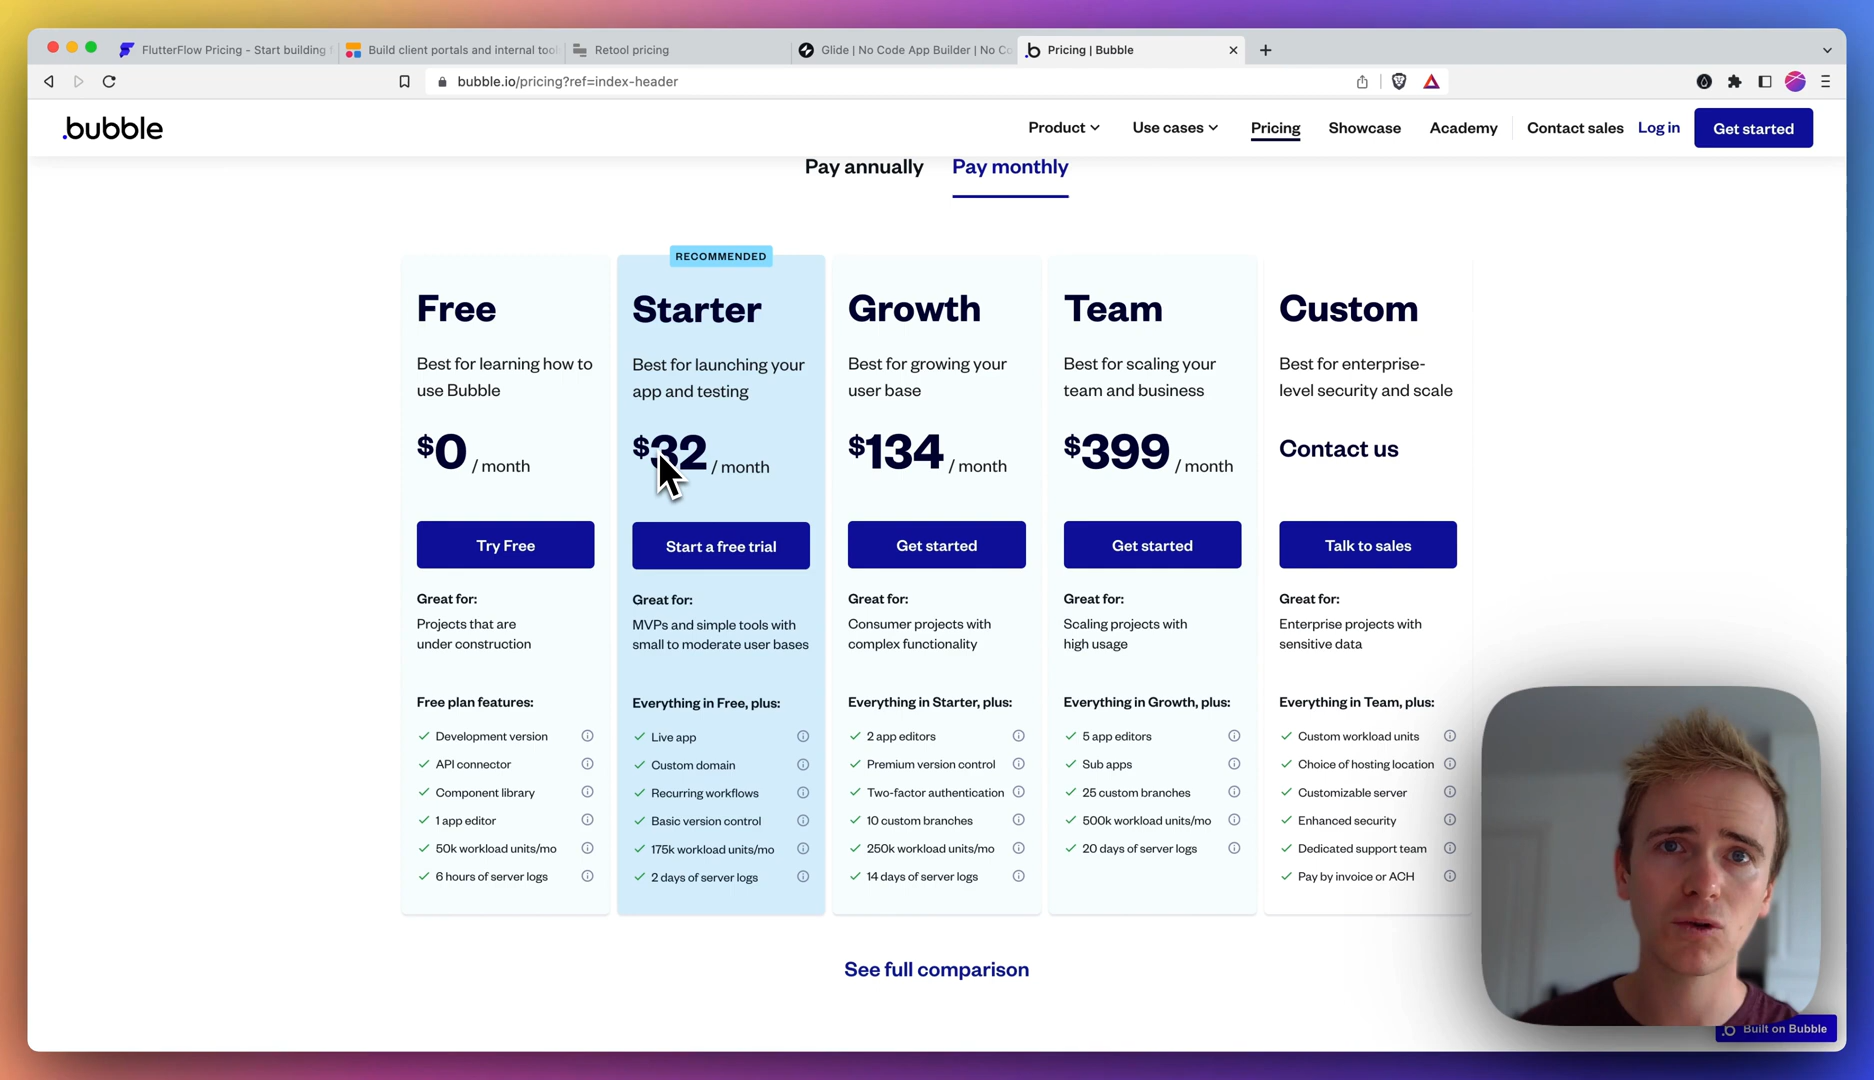 FlutterFlow Pricing - Start building
Build client portals and internal tool
Retool pricing
Glide | No Code App Builder | No Co
Pricing | Bubble
bubble.io/pricing?ref=index-header
.bubble
Product
Use cases
Pricing
Showcase
Academy
Contact sales
Log in
Get started
Pay annually
Pay monthly
RECOMMENDED
Free
Best for learning how to
use Bubble
$0 / month
Try Free
Great for:
Projects that are
under construction
Free plan features:
Development version
API connector
Component library
1 app editor
50k workload units/mo
6 hours of server logs
Starter
Best for launching your
app and testing
$32 / month
Start a free trial
Great for:
MVPs and simple tools with
small to moderate user bases
Everything in Free, plus:
Live app
Custom domain
Recurring workflows
Basic version control
175k workload units/mo
2 days of server logs
Growth
Best for growing your
user base
$134 / month
Get started
Great for:
Consumer projects with
complex functionality
Everything in Starter, plus:
2 app editors
Premium version control
Two-factor authentication
10 custom branches
250k workload units/mo
14 days of server logs
Team
Best for scaling your
team and business
$399 / month
Get started
Great for:
Scaling projects with
high usage
Everything in Growth, plus:
5 app editors
Sub apps
25 custom branches
500k workload units/mo
20 days of server logs
Custom
Best for enterprise-
level security and scale
Contact us
Talk to sales
Great for:
Enterprise projects with
sensitive data
Everything in Team, plus:
Custom workload units
Choice of hosting location
Customizable server
Enhanced security
Dedicated support team
Pay by invoice or ACH
See full comparison
Built on Bubble